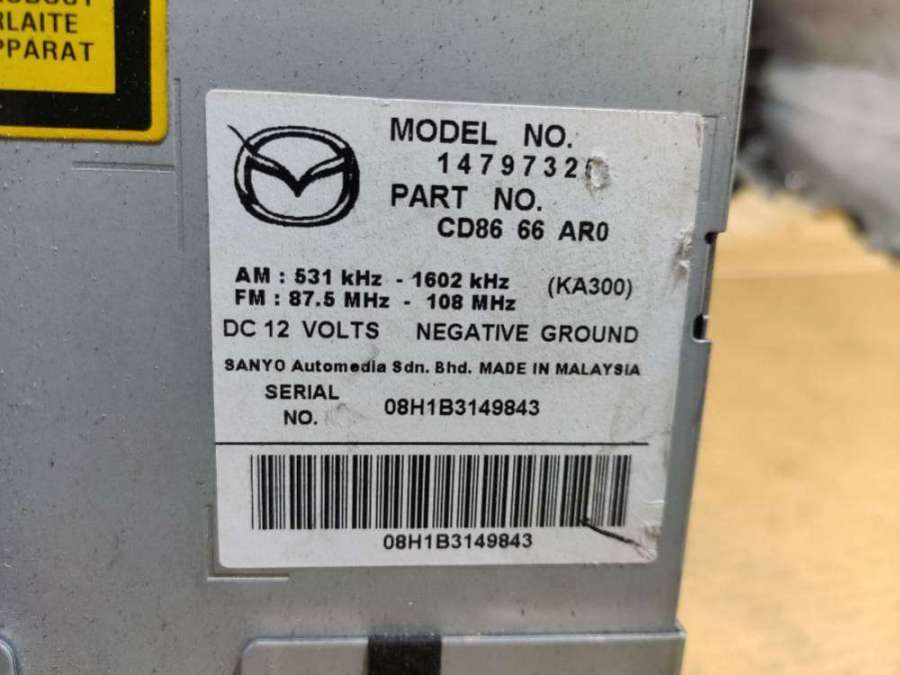 RLAITE
PPARAT
MODEL NO.
PART NO.
CD86 66 AR0
AM : 531 kHz - 1602 kHz (KA300)
FM : 87.5 MHz - 108 MHz
DC 12 VOLTS NEGATIVE GROUND
SANYO Automedia Sdn. Bhd. MADE IN MALAYSIA
SERIAL
NO. 08H1B3149843
08H1B3149843